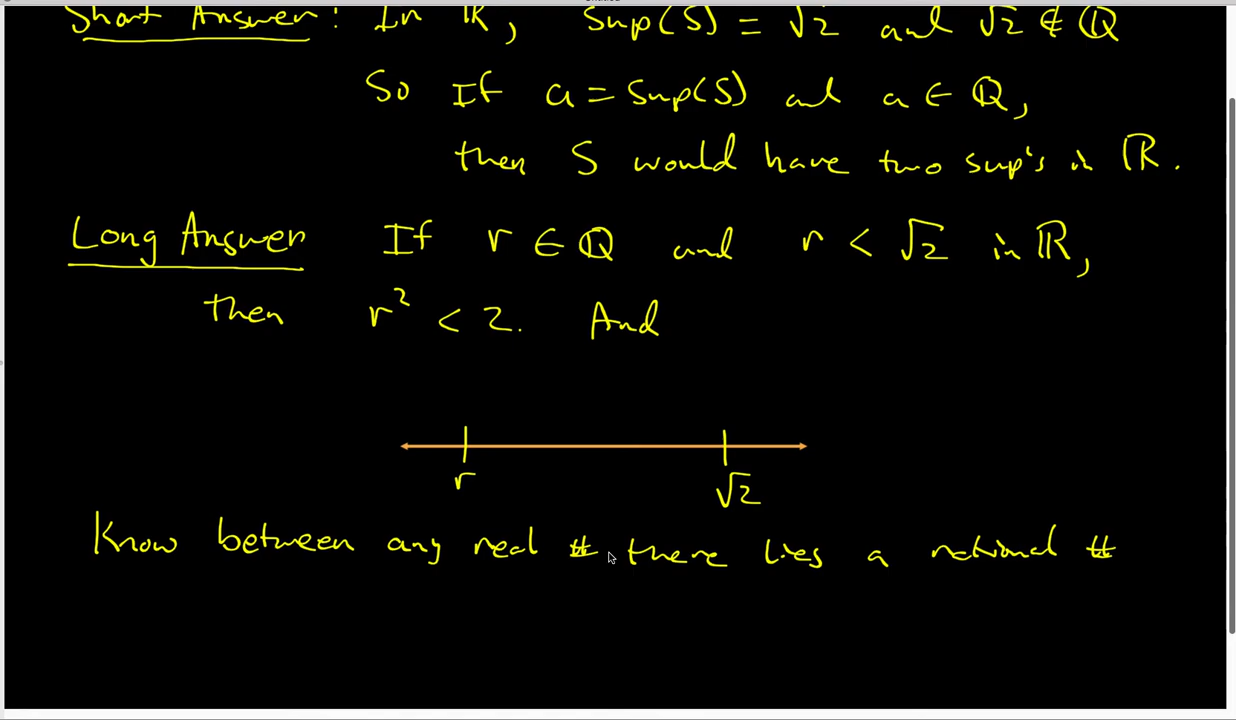 Short Answer: In ℝ, Sup(S) = √2 and √2 ∉ ℚ
So If a = Sup(S) and a ∈ ℚ,
then S would have two sup's in ℝ.
Long Answer If r ∈ ℚ and r < √2 in ℝ,
then r² < 2. And
r √2
Know between any real # there lies a rational #